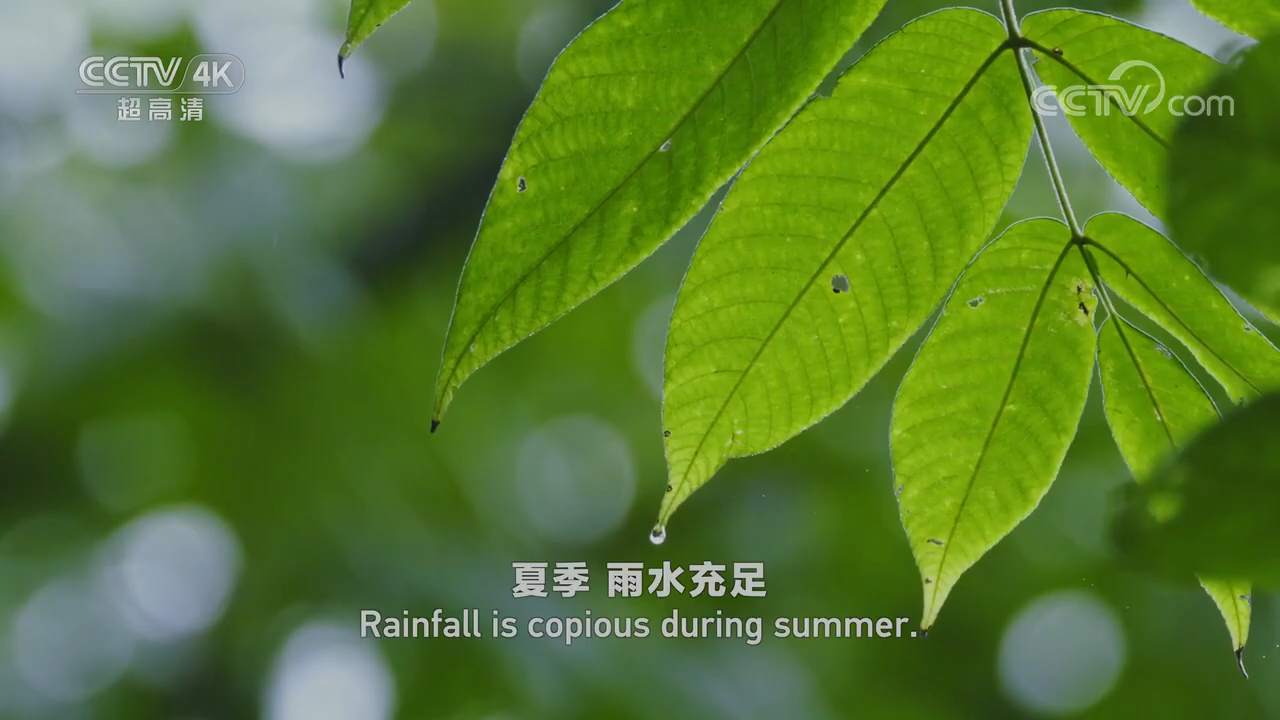 CCTV 4K
超高清
CCTV.com
夏季 雨水充足
Rainfall is copious during summer.